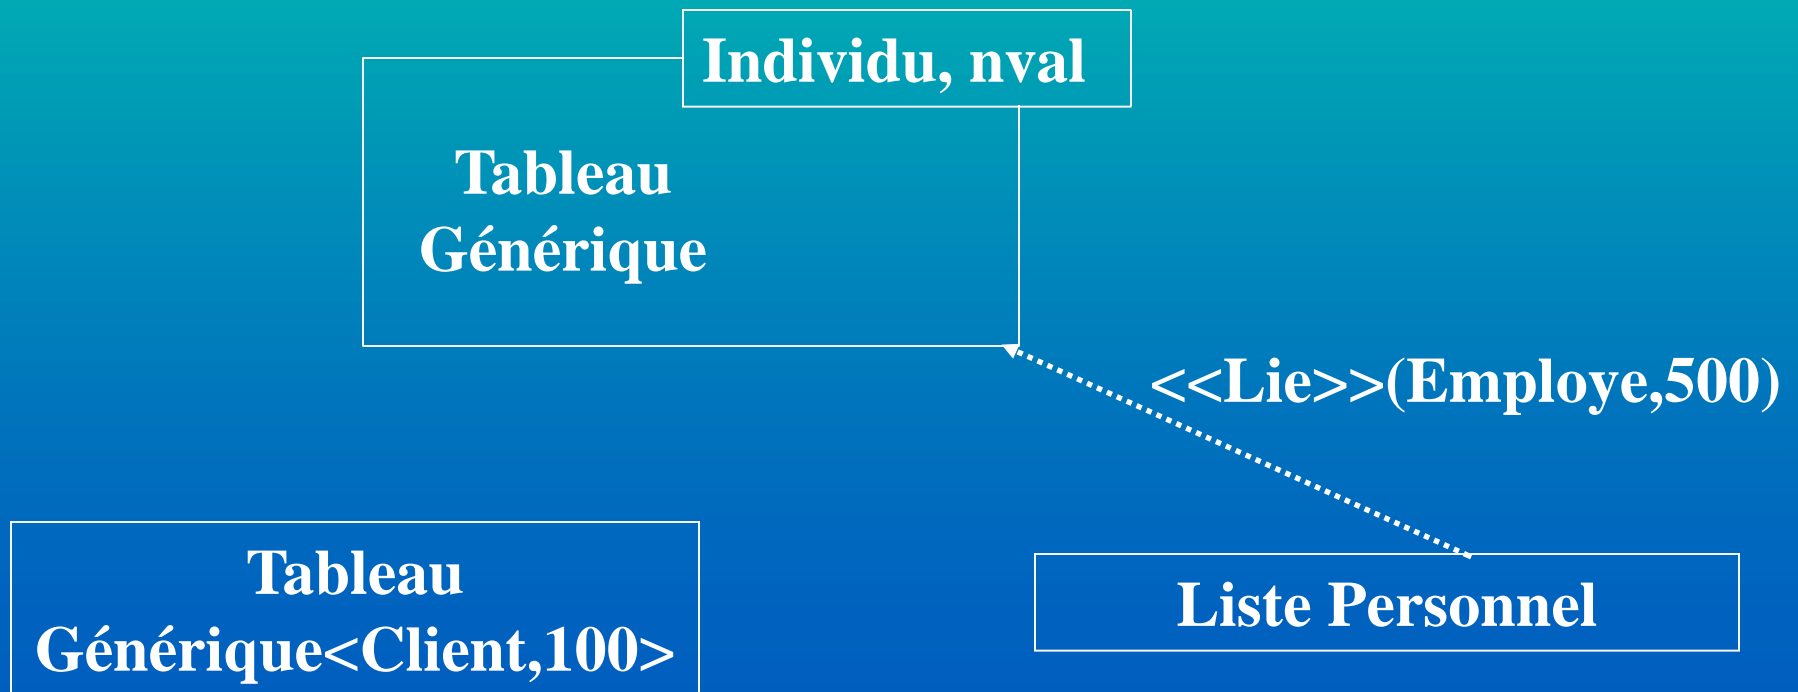 Individu, nval
Tableau
Générique
<<Lie>>(Employe,500)
Tableau
Générique<Client,100>
Liste Personnel